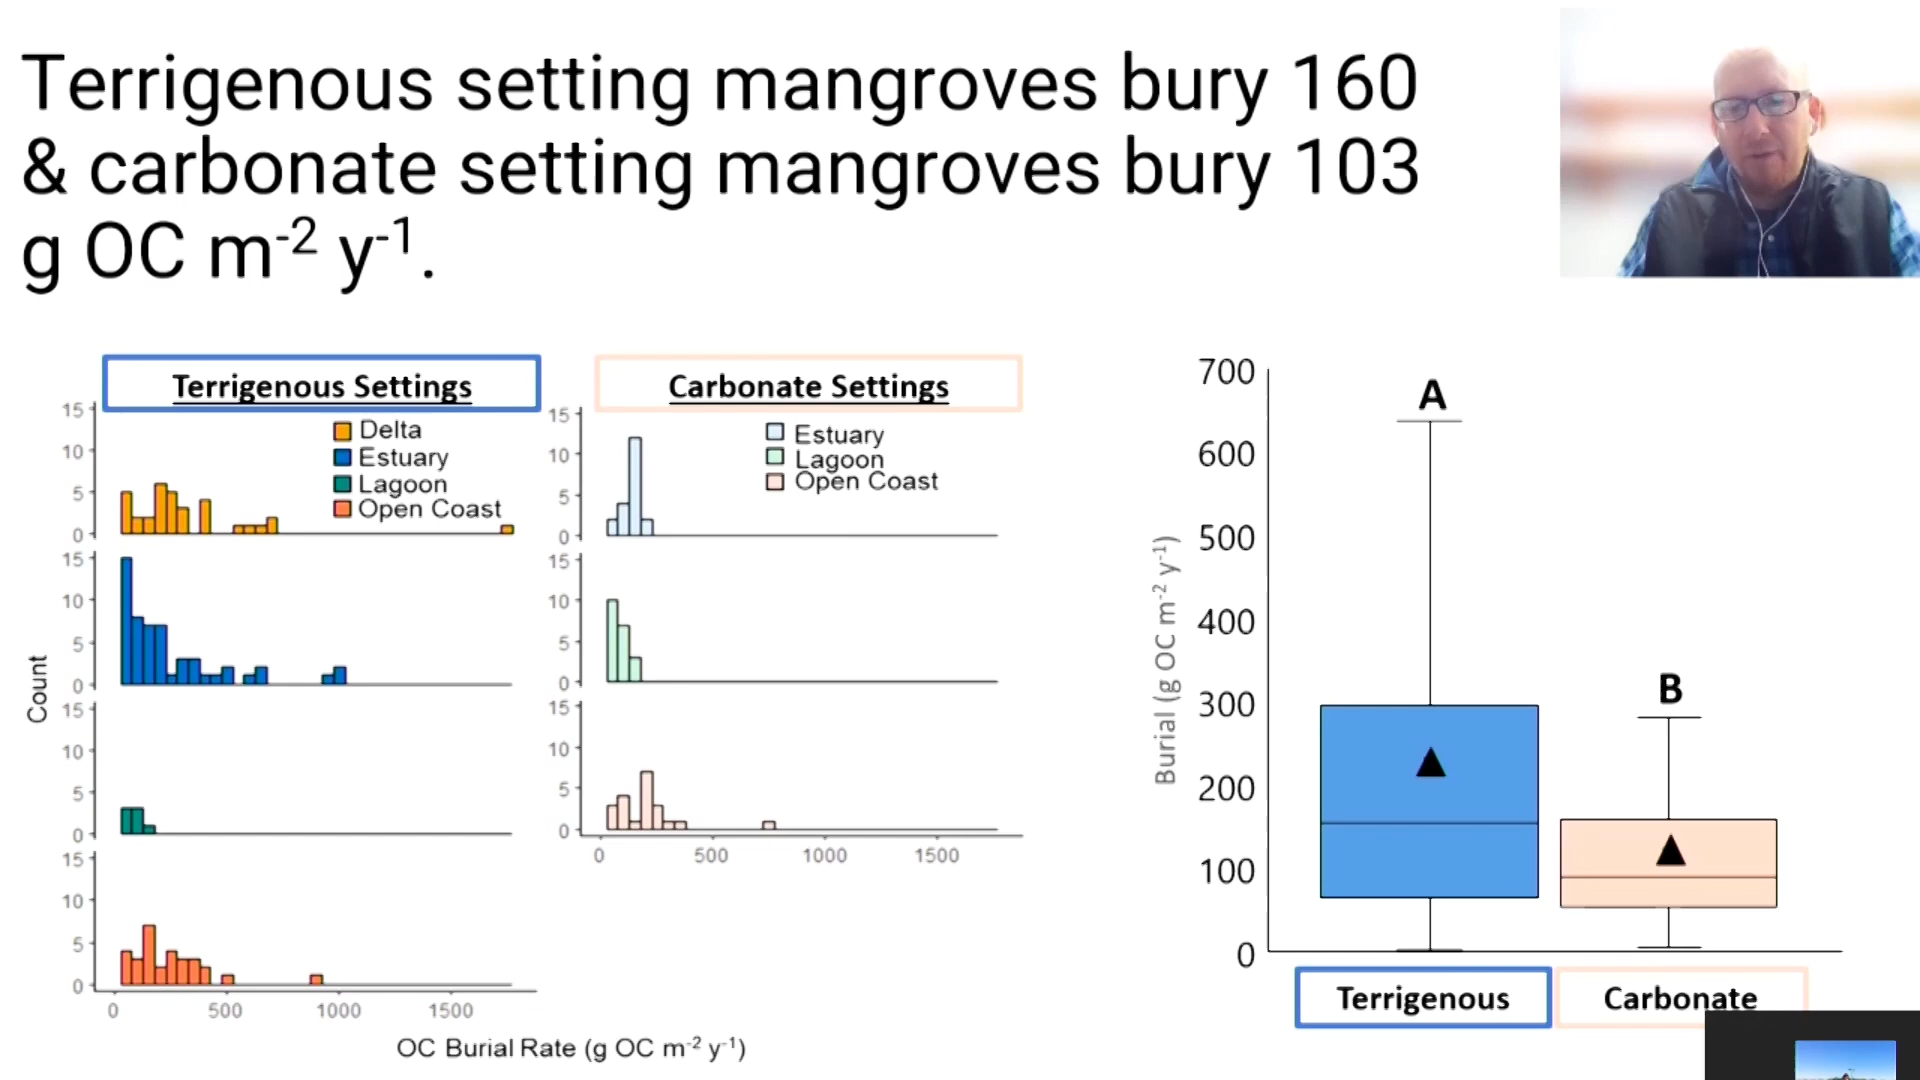 Terrigenous setting mangroves bury 160
& carbonate setting mangroves bury 103
g OC m⁻² y⁻¹.
Terrigenous Settings
15
10
5
0
Delta
Estuary
Lagoon
Open Coast
15
10
5
0
15
10
5
0
15
10
5
0
0 500 1000 1500
Count
Carbonate Settings
15
10
5
0
Estuary
Lagoon
Open Coast
15
10
5
0
15
10
5
0
0 500 1000 1500
OC Burial Rate (g OC m⁻² y⁻¹)
Burial (g OC m⁻² y⁻¹)
700
600
500
400
300
200
100
0
A
B
Terrigenous
Carbonate